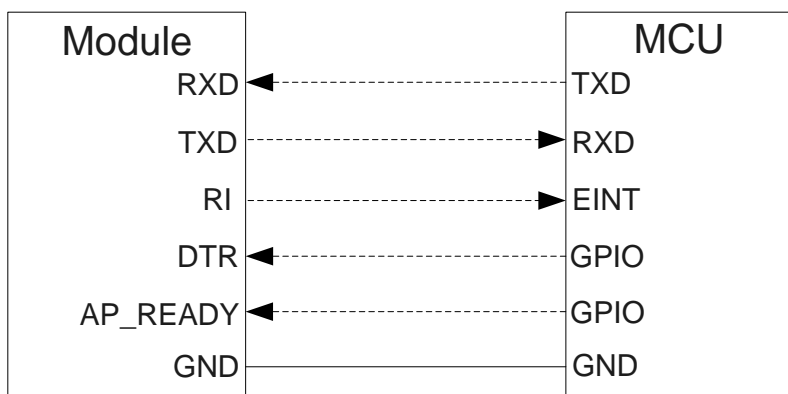 Module MCU
RXD TXD
TXD RXD
RI EINT
DTR GPIO
AP_READY GPIO
GND GND